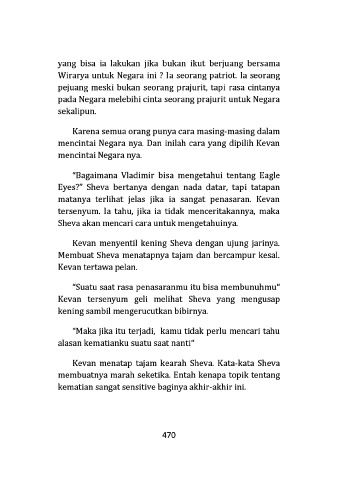 yang bisa ia lakukan jika bukan ikut berjuang bersama
Wirarya untuk Negara ini ? Ia seorang patriot. Ia seorang
pejuang meski bukan seorang prajurit, tapi rasa cintanya
pada Negara melebihi cinta seorang prajurit untuk Negara
sekalipun.
Karena semua orang punya cara masing-masing dalam
mencintai Negara nya. Dan inilah cara yang dipilih Kevan
mencintai Negara nya.
"Bagaimana Vladimir bisa mengetahui tentang Eagle
Eyes?" Sheva bertanya dengan nada datar, tapi tatapan
matanya terlihat jelas jika ia sangat penasaran. Kevan
tersenyum. Ia tahu, jika ia tidak menceritakannya, maka
Sheva akan mencari cara untuk mengetahuinya.
Kevan menyentil kening Sheva dengan ujung jarinya.
Membuat Sheva menatapnya tajam dan bercampur kesal.
Kevan tertawa pelan.
"Suatu saat rasa penasaranmu itu bisa membunuhmu"
Kevan tersenyum geli melihat Sheva yang mengusap
kening sambil mengerucutkan bibirnya.
"Maka jika itu terjadi, kamu tidak perlu mencari tahu
alasan kematianku suatu saat nanti"
Kevan menatap tajam kearah Sheva. Kata-kata Sheva
membuatnya marah seketika. Entah kenapa topik tentang
kematian sangat sensitive baginya akhir-akhir ini.
470